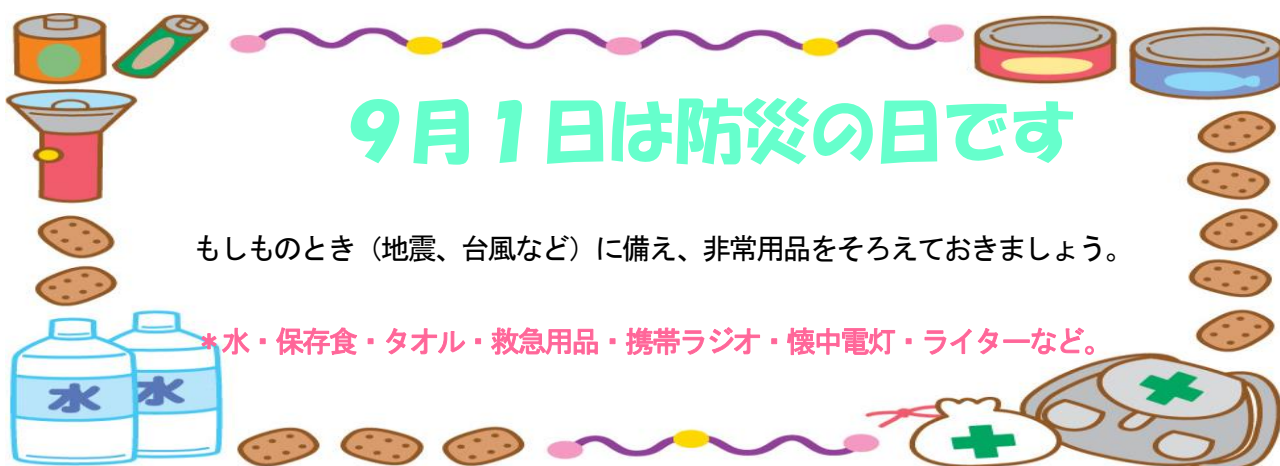 ９月１日は防災の日です
もしものとき（地震、台風など）に備え、非常用品をそろえておきましょう。
＊水・保存食・タオル・救急用品・携帯ラジオ・懐中電灯・ライターなど。
水
水